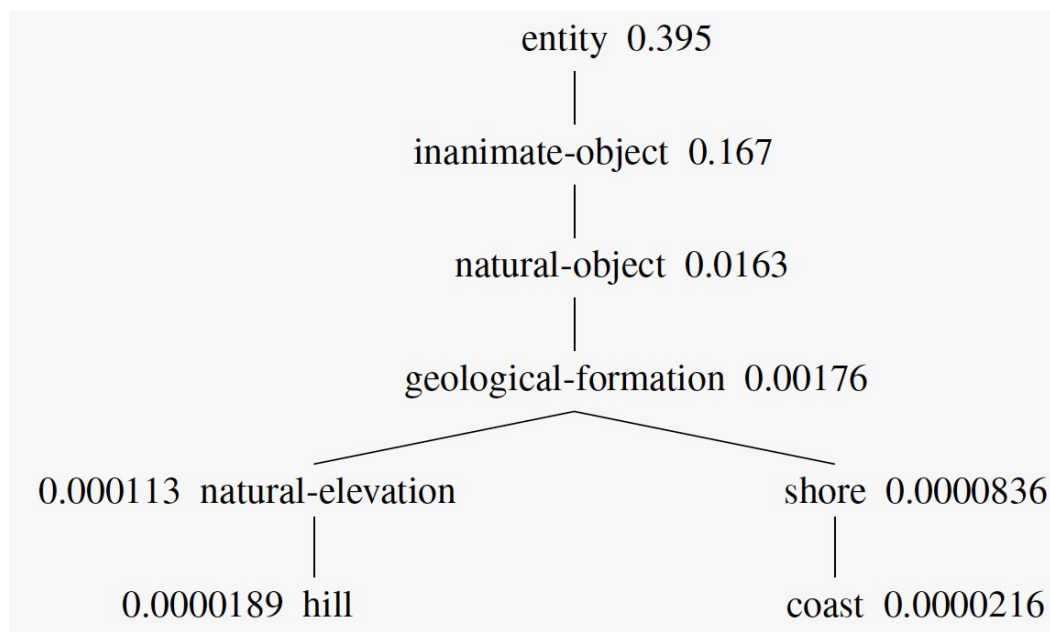 entity 0.395
inanimate-object 0.167
natural-object 0.0163
geological-formation 0.00176
0.000113 natural-elevation shore 0.0000836
0.0000189 hill coast 0.0000216